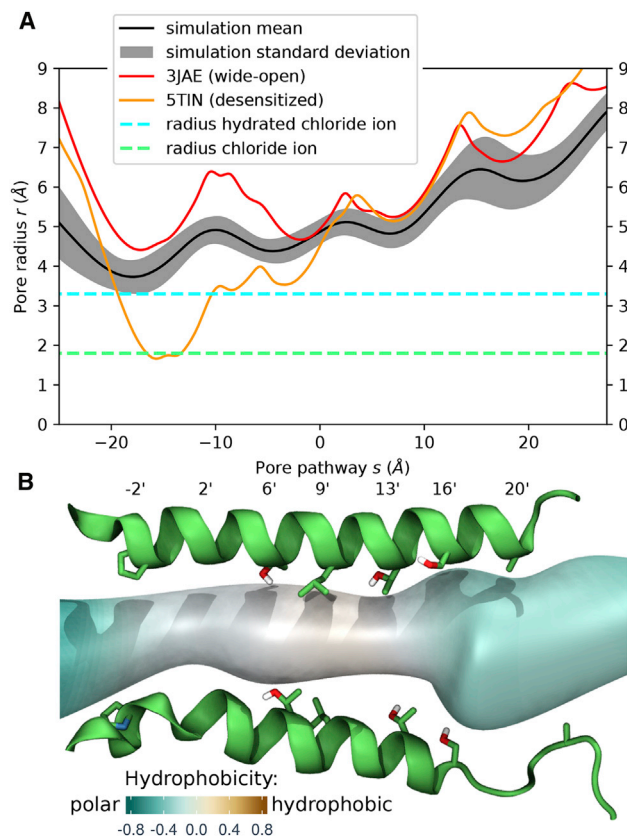 A
simulation mean
simulation standard deviation
3JAE (wide-open)
5TIN (desensitized)
radius hydrated chloride ion
radius chloride ion
9 9
8 8
7 7
6 6
5 5
4 4
3 3
2 2
1 1
0 0
Pore radius r (Å)
−20 −10 0 10 20
Pore pathway s (Å)
B
-2' 2' 6' 9' 13' 16' 20'
Hydrophobicity:
polar hydrophobic
-0.8 -0.4 0.0 0.4 0.8